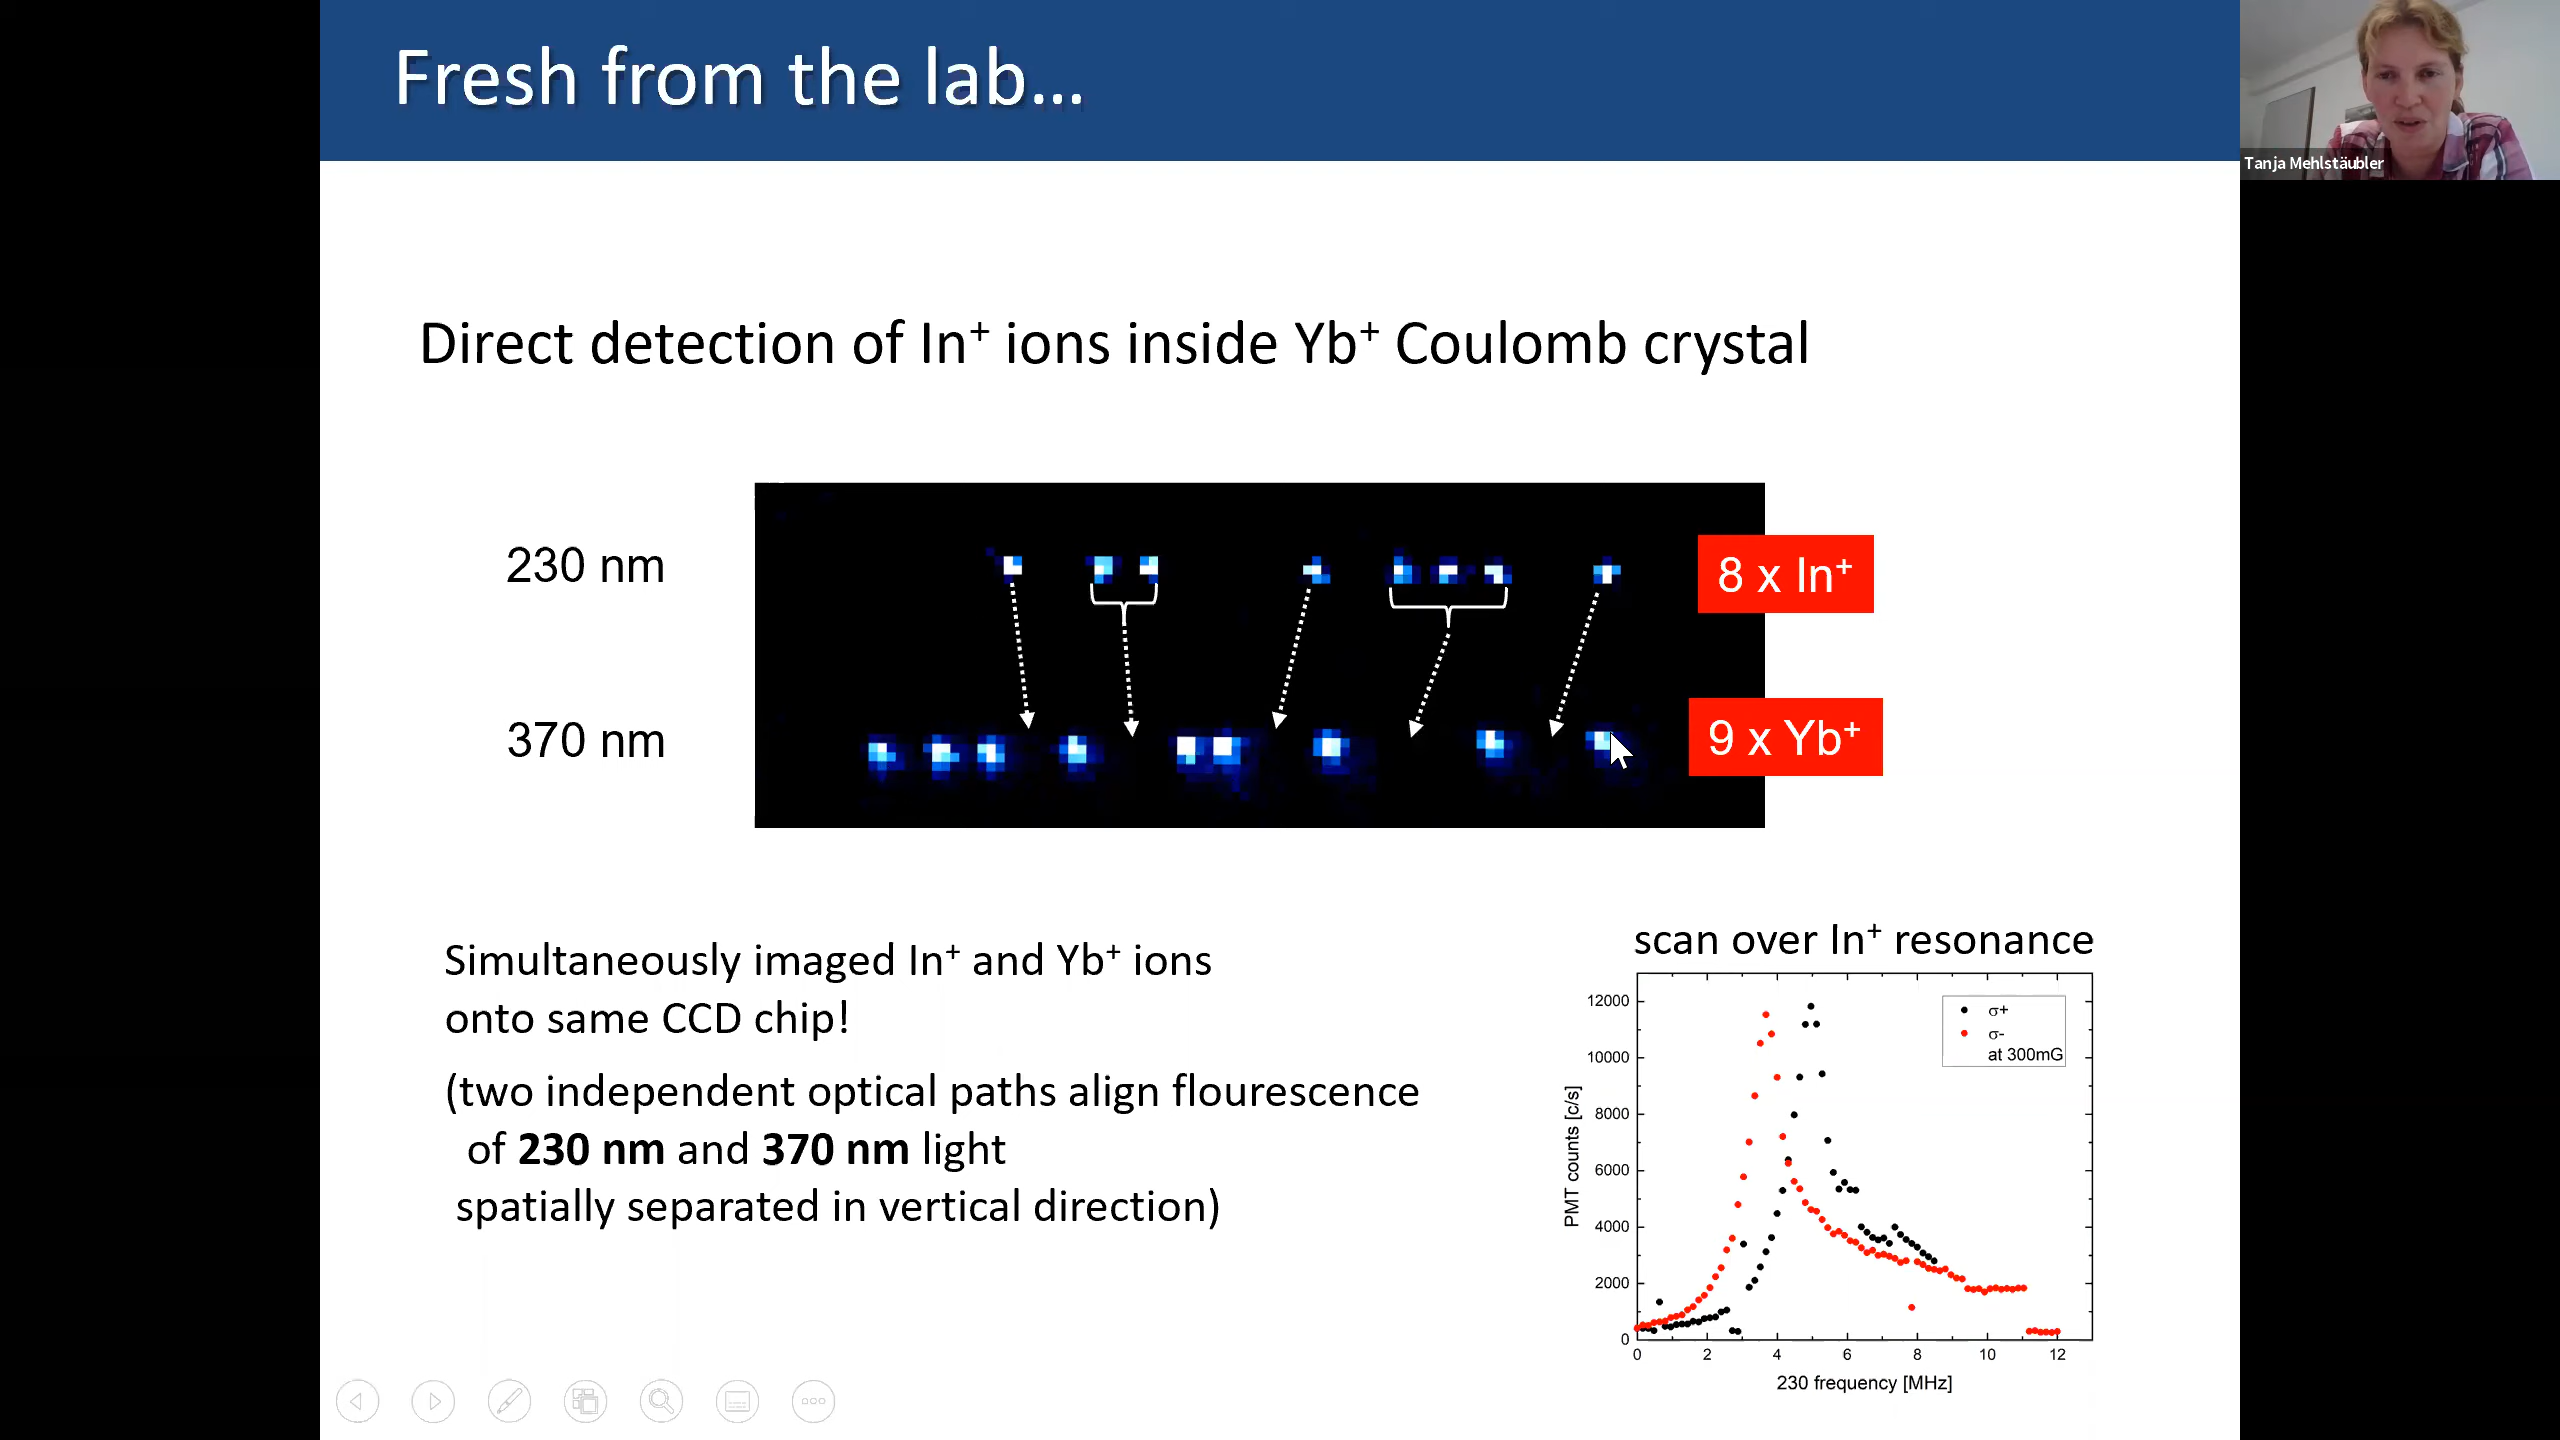 Fresh from the lab...
Tanja Mehlstäubler
Direct detection of In⁺ ions inside Yb⁺ Coulomb crystal
230 nm
8 x In⁺
370 nm
9 x Yb⁺
Simultaneously imaged In⁺ and Yb⁺ ions
onto same CCD chip!
(two independent optical paths align flourescence
of 230 nm and 370 nm light
spatially separated in vertical direction)
scan over In⁺ resonance
12000
10000
8000
6000
4000
2000
0
PMT counts [c/s]
σ+
σ-
at 300mG
0 2 4 6 8 10 12
230 frequency [MHz]